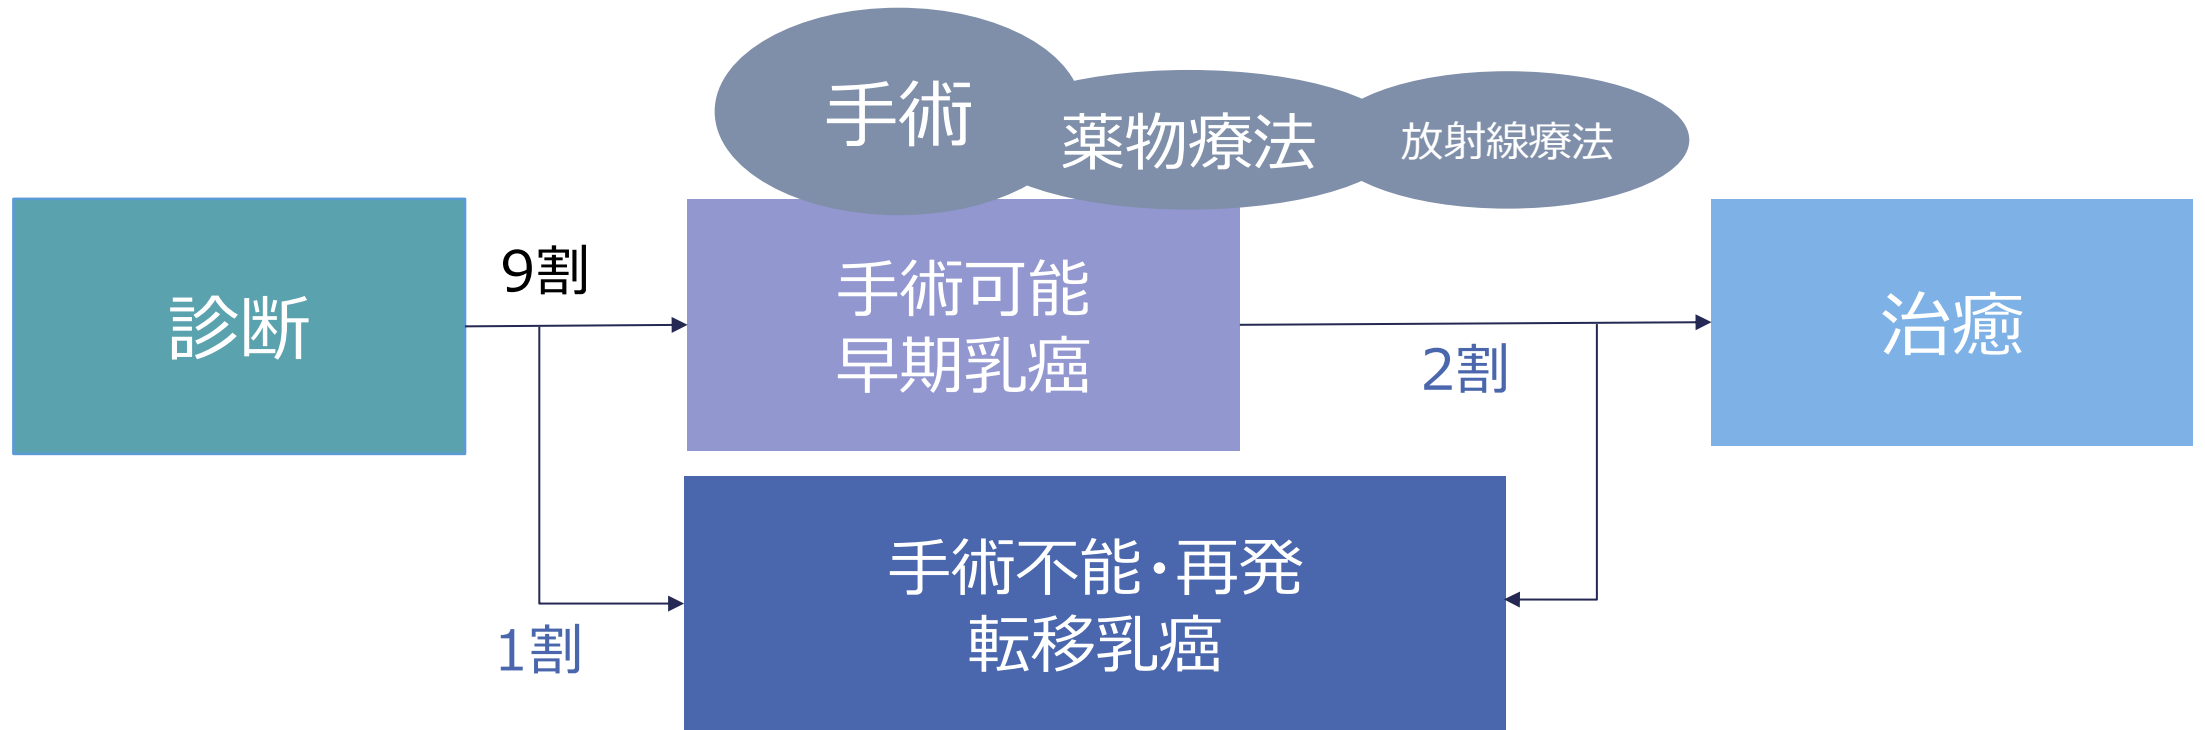 手術
薬物療法
放射線療法
診断
9割
手術可能
早期乳癌
2割
治癒
手術不能・再発
転移乳癌
1割